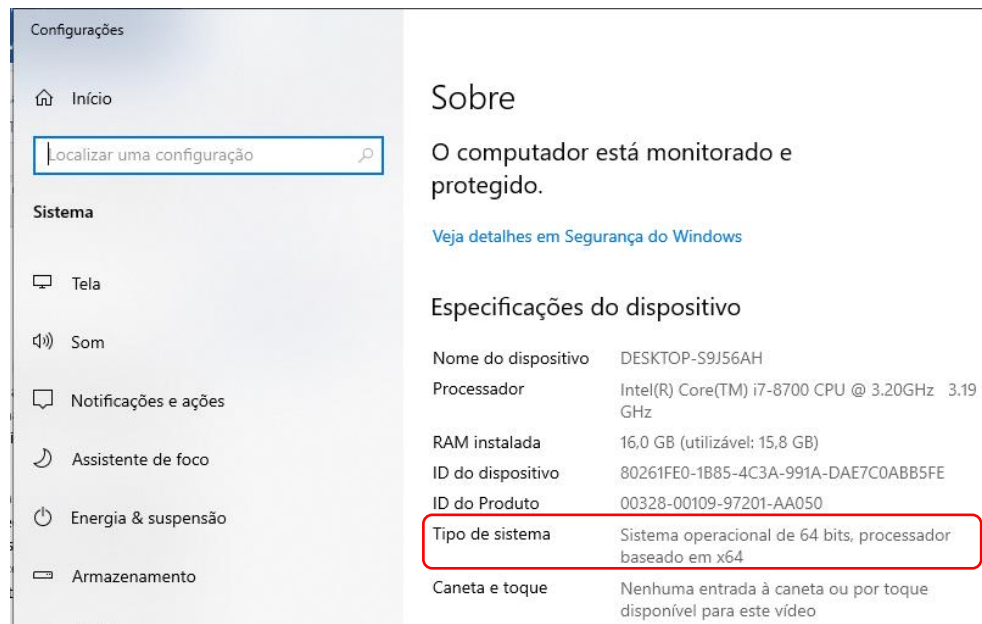 Configurações
Início
Localizar uma configuração
Sistema
Tela
Som
Notificações e ações
Assistente de foco
Energia & suspensão
Armazenamento
Sobre
O computador está monitorado e
protegido.
Veja detalhes em Segurança do Windows
Especificações do dispositivo
Nome do dispositivo DESKTOP-S9J56AH
Processador Intel(R) Core(TM) i7-8700 CPU @ 3.20GHz 3.19
GHz
RAM instalada 16,0 GB (utilizável: 15,8 GB)
ID do dispositivo 80261FE0-1B85-4C3A-991A-DAE7C0ABB5FE
ID do Produto 00328-00109-97201-AA050
Tipo de sistema Sistema operacional de 64 bits, processador
baseado em x64
Caneta e toque Nenhuma entrada à caneta ou por toque
disponível para este vídeo